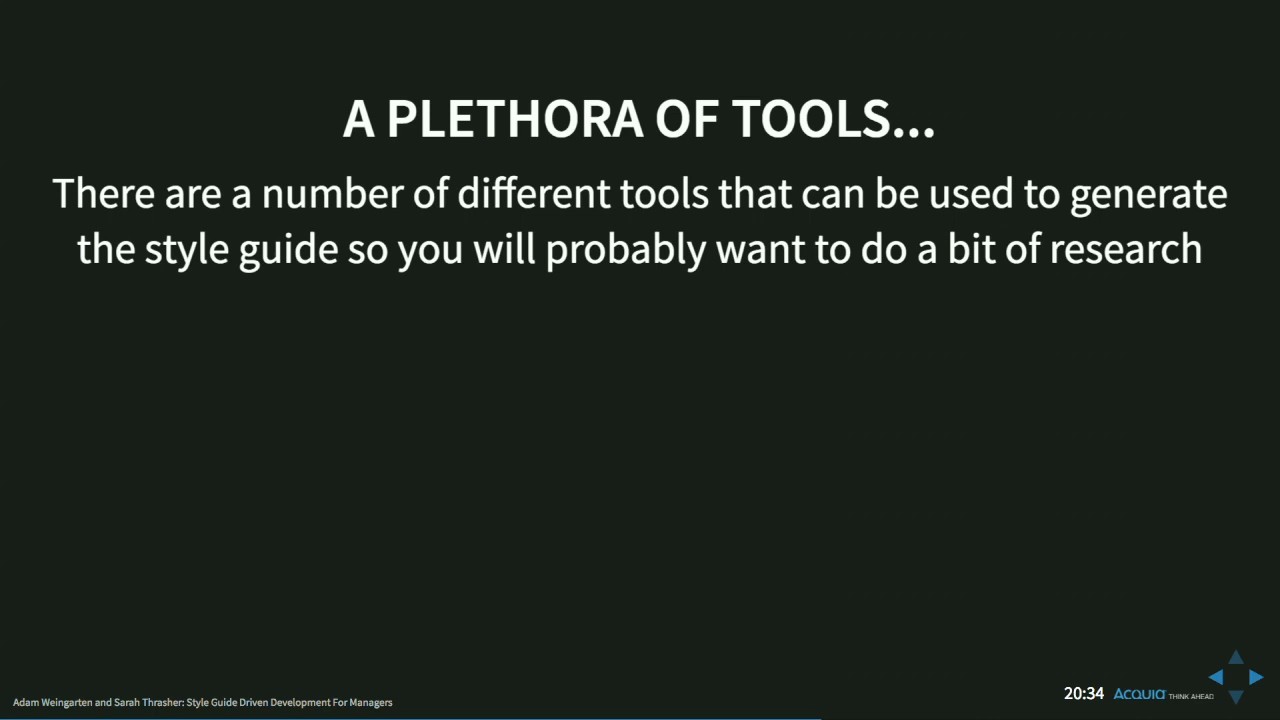 A PLETHORA OF TOOLS...
There are a number of different tools that can be used to generate
the style guide so you will probably want to do a bit of research
20:34 Acquia THINK AHEAD
Adam Weingarten and Sarah Thrasher: Style Guide Driven Development For Managers